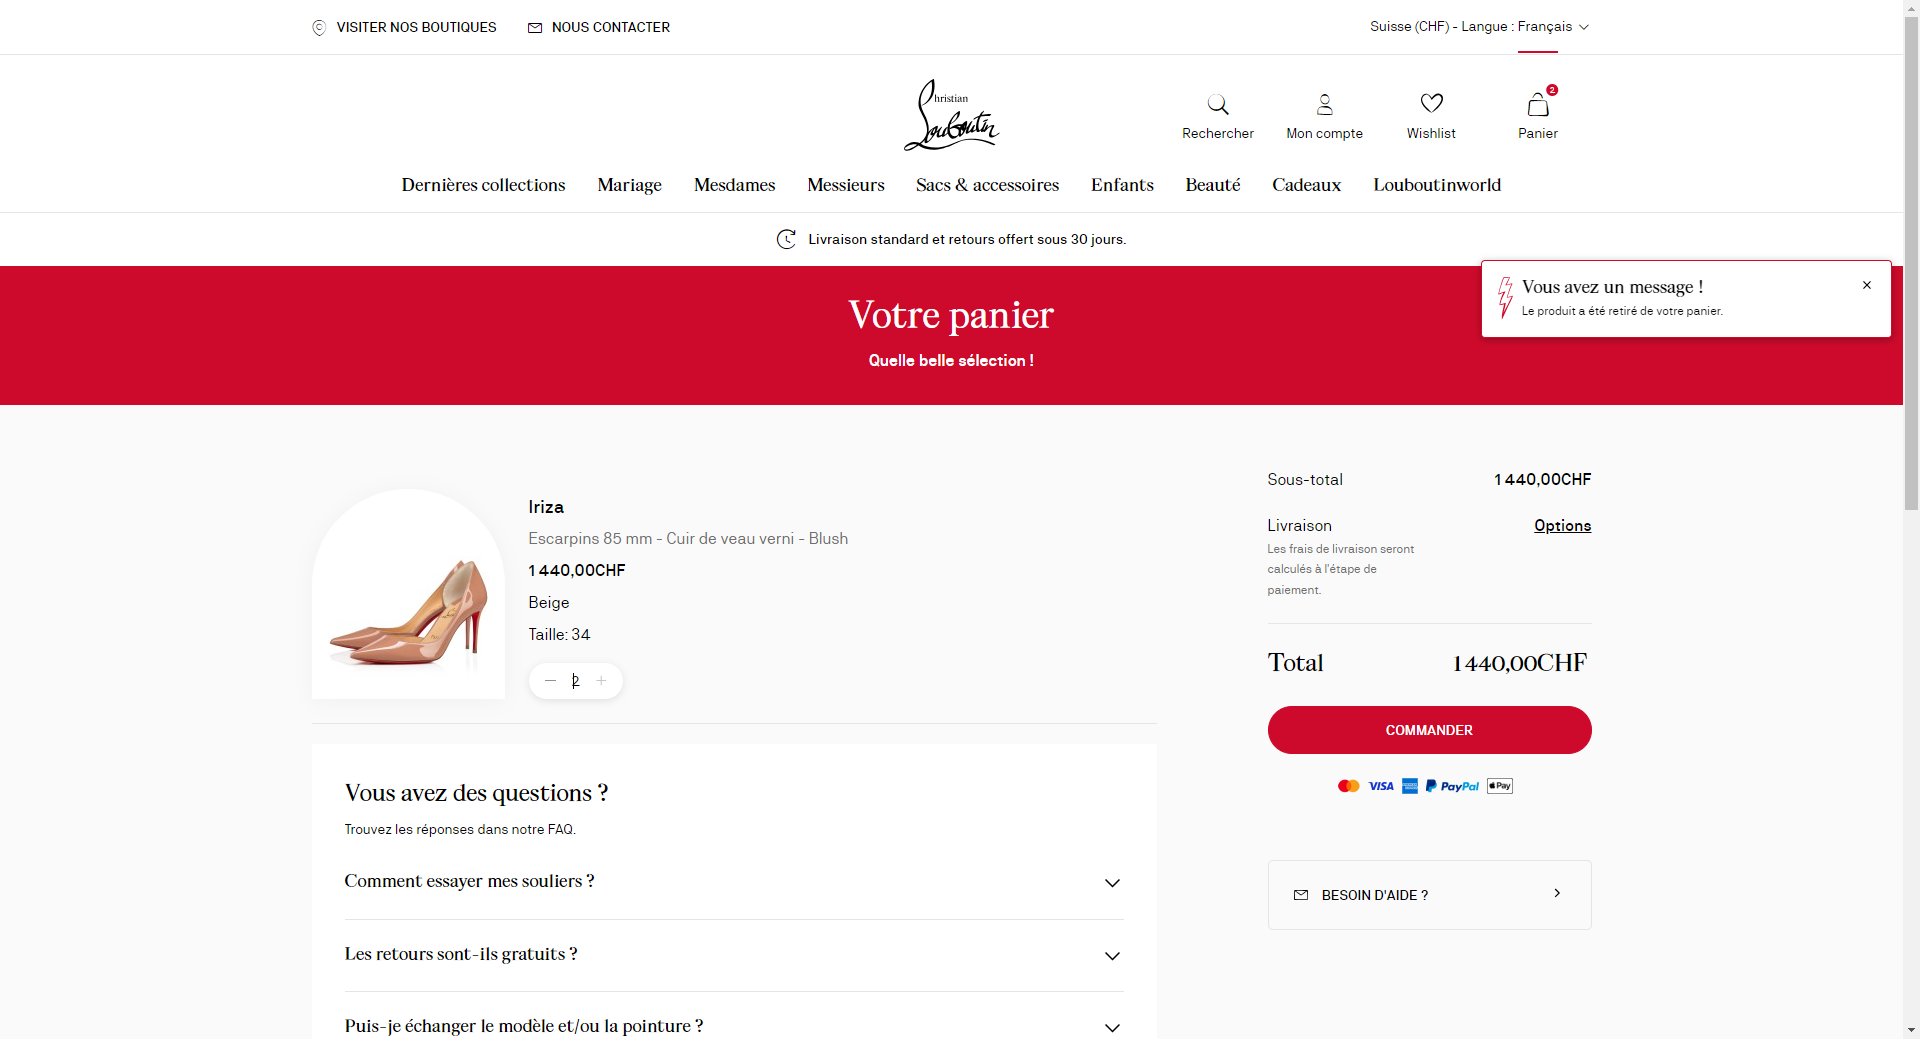 VISITER NOS BOUTIQUES
NOUS CONTACTER
Suisse (CHF) - Langue : Français
Christian
Louboutin
Rechercher
Mon compte
Wishlist
2
Panier
Dernières collections
Mariage
Mesdames
Messieurs
Sacs & accessoires
Enfants
Beauté
Cadeaux
Louboutinworld
Livraison standard et retours offert sous 30 jours.
Vous avez un message !
Le produit a été retiré de votre panier.
Votre panier
Quelle belle sélection !
Iriza
Escarpins 85 mm - Cuir de veau verni - Blush
1 440,00CHF
Beige
Taille: 34
2
Sous-total
1 440,00CHF
Livraison
Options
Les frais de livraison seront
calculés à l'étape de
paiement.
Total
1 440,00CHF
COMMANDER
VISA
PayPal
Pay
BESOIN D'AIDE ?
Vous avez des questions ?
Trouvez les réponses dans notre FAQ.
Comment essayer mes souliers ?
Les retours sont-ils gratuits ?
Puis-je échanger le modèle et/ou la pointure ?